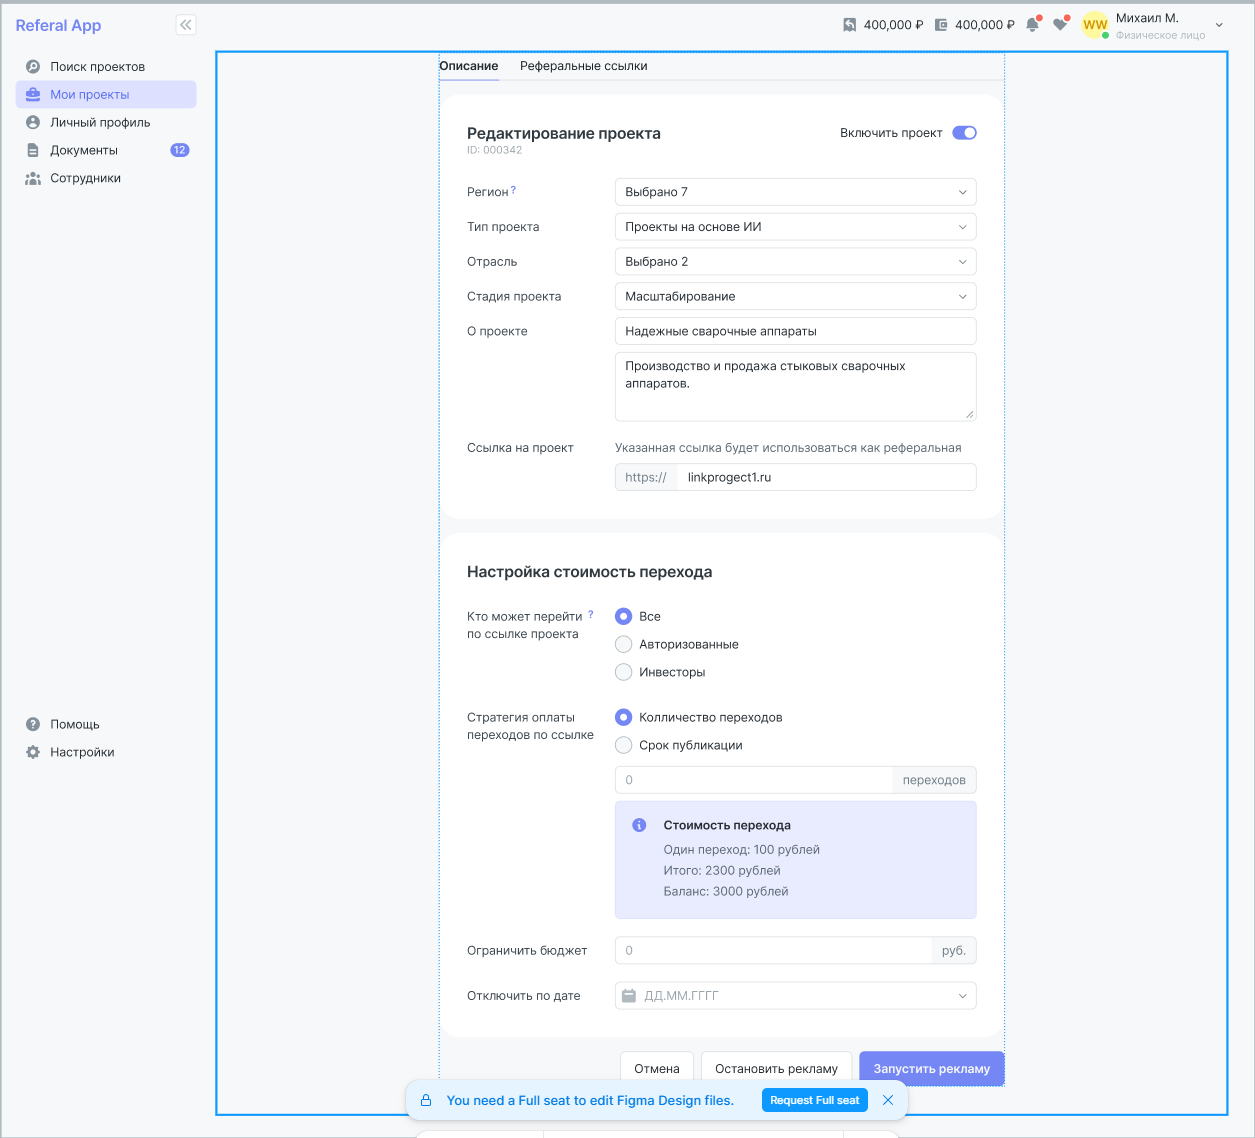 Referal App
400,000 ₽
400,000 ₽
WW
Михаил М.
Физическое лицо
Поиск проектов
Мои проекты
Личный профиль
Документы
12
Сотрудники
Помощь
Настройки
Описание
Реферальные ссылки
Редактирование проекта
ID: 000342
Включить проект
Регион ?
Выбрано 7
Тип проекта
Проекты на основе ИИ
Отрасль
Выбрано 2
Стадия проекта
Масштабирование
О проекте
Надежные сварочные аппараты
Производство и продажа стыковых сварочных
аппаратов.
Ссылка на проект
Указанная ссылка будет использоваться как реферальная
https://
linkprogect1.ru
Настройка стоимость перехода
Кто может перейти ?
по ссылке проекта
Все
Авторизованные
Инвесторы
Стратегия оплаты
переходов по ссылке
Колличество переходов
Срок публикации
0
переходов
Стоимость перехода
Один переход: 100 рублей
Итого: 2300 рублей
Баланс: 3000 рублей
Ограничить бюджет
0
руб.
Отключить по дате
ДД.ММ.ГГГГ
Отмена
Остановить рекламу
Запустить рекламу
You need a Full seat to edit Figma Design files.
Request Full seat